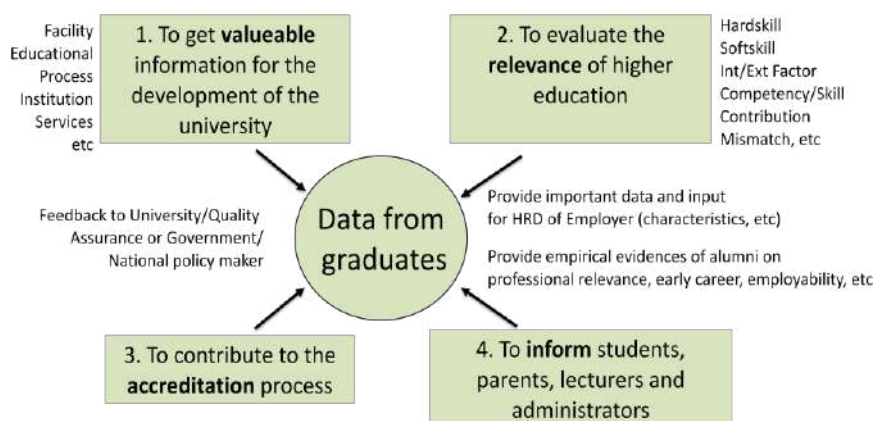 Facility
Educational
Process
Institution
Services
etc
1. To get valueable
information for the
development of the
university
2. To evaluate the
relevance of higher
education
Hardskill
Softskill
Int/Ext Factor
Competency/Skill
Contribution
Mismatch, etc
Feedback to University/Quality
Assurance or Government/
National policy maker
Data from
graduates
Provide important data and input
for HRD of Employer (characteristics, etc)
Provide empirical evidences of alumni on
professional relevance, early career, employability, etc
3. To contribute to the
accreditation process
4. To inform students,
parents, lecturers and
administrators